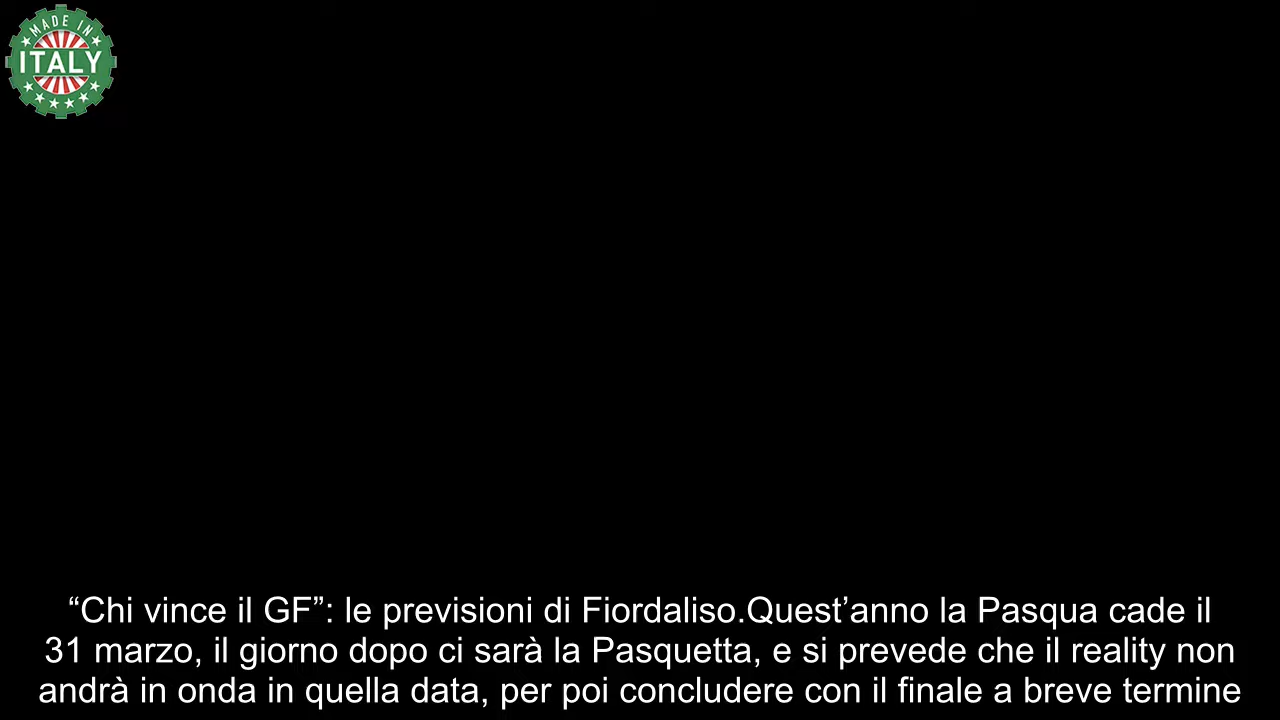 MADE IN
ITALY
“Chi vince il GF”: le previsioni di Fiordaliso.Quest’anno la Pasqua cade il
31 marzo, il giorno dopo ci sarà la Pasquetta, e si prevede che il reality non
andrà in onda in quella data, per poi concludere con il finale a breve termine